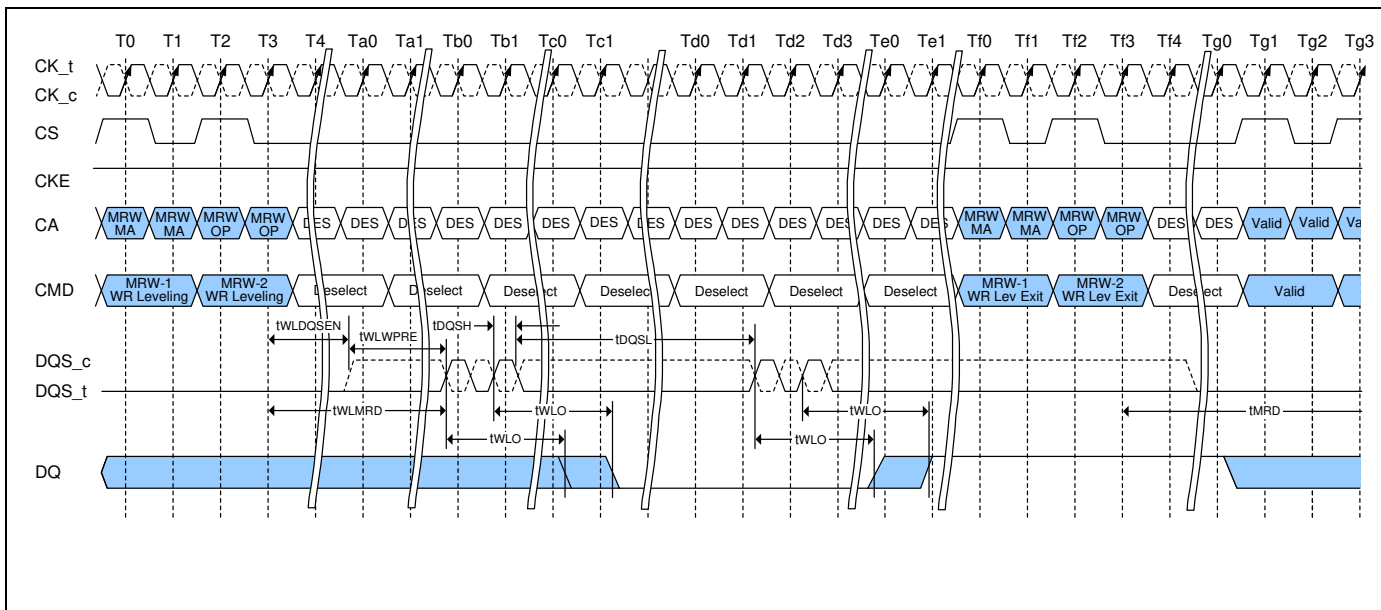 T0 T1 T2 T3 T4 Ta0 Ta1 Tb0 Tb1 Tc0 Tc1 Td0 Td1 Td2 Td3 Te0 Te1 Tf0 Tf1 Tf2 Tf3 Tf4 Tg0 Tg1 Tg2 Tg3
CK_t
CK_c
CS
CKE
MRW MRW MRW MRW MRW MRW MRW MRW
CA DES DES DES DES DES DES DES DES DES DES DES DES DES DES DES DES Valid Valid Va
MA MA OP OP MA MA OP OP
MRW-1 MRW-2 MRW-1 MRW-2
CMD Deselect Deselect Deselect Deselect Deselect Deselect Deselect Deselect Valid
WR Leveling WR Leveling WR Lev Exit WR Lev Exit
tWLDQSEN tDQSH
tWLWPRE tDQSL
DQS_c
DQS_t
tWLMRD tWLO tWLO tMRD
tWLO tWLO
DQ